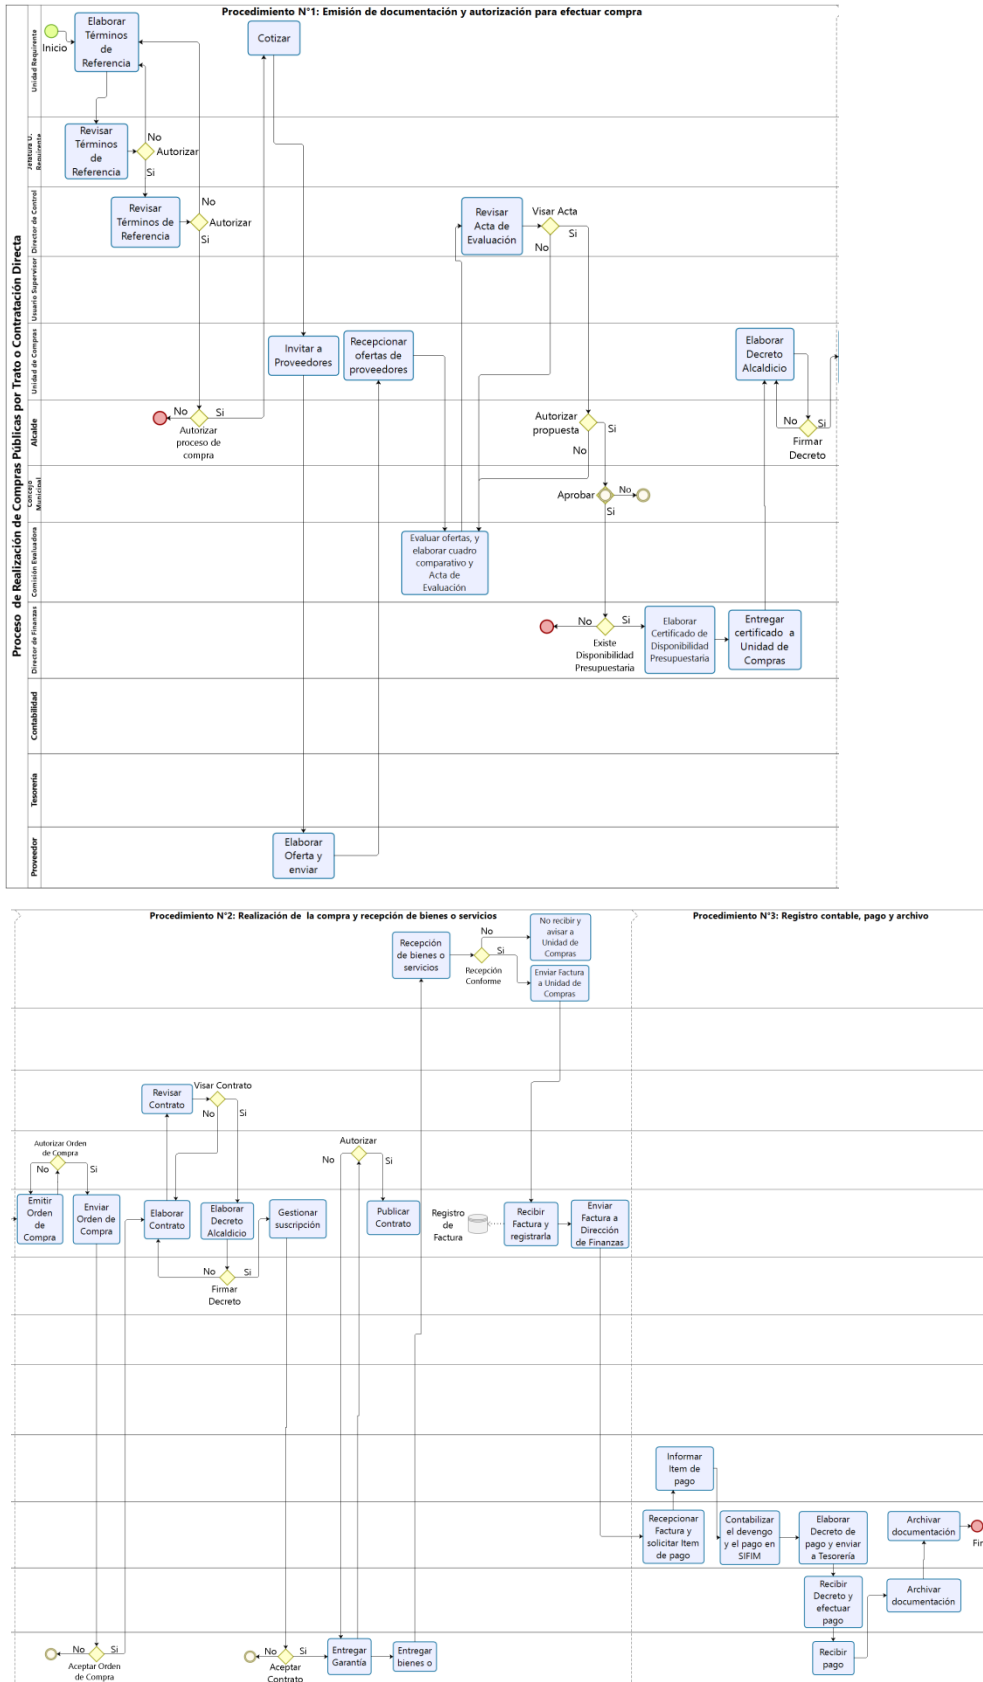 Procedimiento N°1: Emisión de documentación y autorización para efectuar compra
Proceso de Realización de Compras Públicas por Trato o Contratación Directa
Unidad Requirente
Inicio
Elaborar
Términos
de
Referencia
Cotizar
Jefatura U.
Requirente
Revisar
Términos
de
Referencia
No
Autorizar
Si
Director de Control
Revisar
Términos de
Referencia
No
Autorizar
Si
Revisar
Acta de
Evaluación
Visar Acta
Si
No
Usuario Supervisor
Unidad de Compras
Invitar a
Proveedores
Recepcionar
ofertas de
proveedores
Elaborar
Decreto
Alcaldicio
Alcalde
No
Si
Autorizar
proceso de
compra
Autorizar
propuesta
Si
No
No
Si
Firmar
Decreto
Concejo
Municipal
Aprobar
No
Si
Comisión Evaluadora
Evaluar ofertas, y
elaborar cuadro
comparativo y
Acta de
Evaluación
Director de Finanzas
No
Si
Existe
Disponibilidad
Presupuestaria
Elaborar
Certificado de
Disponibilidad
Presupuestaria
Entregar
certificado a
Unidad de
Compras
Contabilidad
Tesorería
Proveedor
Elaborar
Oferta y
enviar
Procedimiento N°2: Realización de la compra y recepción de bienes o servicios
Procedimiento N°3: Registro contable, pago y archivo
Recepción
de bienes o
servicios
No
Si
Recepción
Conforme
No recibir y
avisar a
Unidad de
Compras
Enviar Factura
a Unidad de
Compras
Revisar
Contrato
Visar Contrato
No
Si
Autorizar Orden
de Compra
No
Si
Autorizar
No
Si
Emitir
Orden
de
Compra
Enviar
Orden de
Compra
Elaborar
Contrato
Elaborar
Decreto
Alcaldicio
Gestionar
suscripción
Publicar
Contrato
Registro
de
Factura
Recibir
Factura y
registrarla
Enviar
Factura a
Dirección
de Finanzas
No
Si
Firmar
Decreto
Informar
Item de
pago
Recepcionar
Factura y
solicitar Item
de pago
Contabilizar
el devengo
y el pago en
SIFIM
Elaborar
Decreto de
pago y enviar
a Tesorería
Archivar
documentación
Fin
Recibir
Decreto y
efectuar
pago
Archivar
documentación
No
Si
Aceptar Orden
de Compra
No
Si
Aceptar
Contrato
Entregar
Garantía
Entregar
bienes o
Recibir
pago